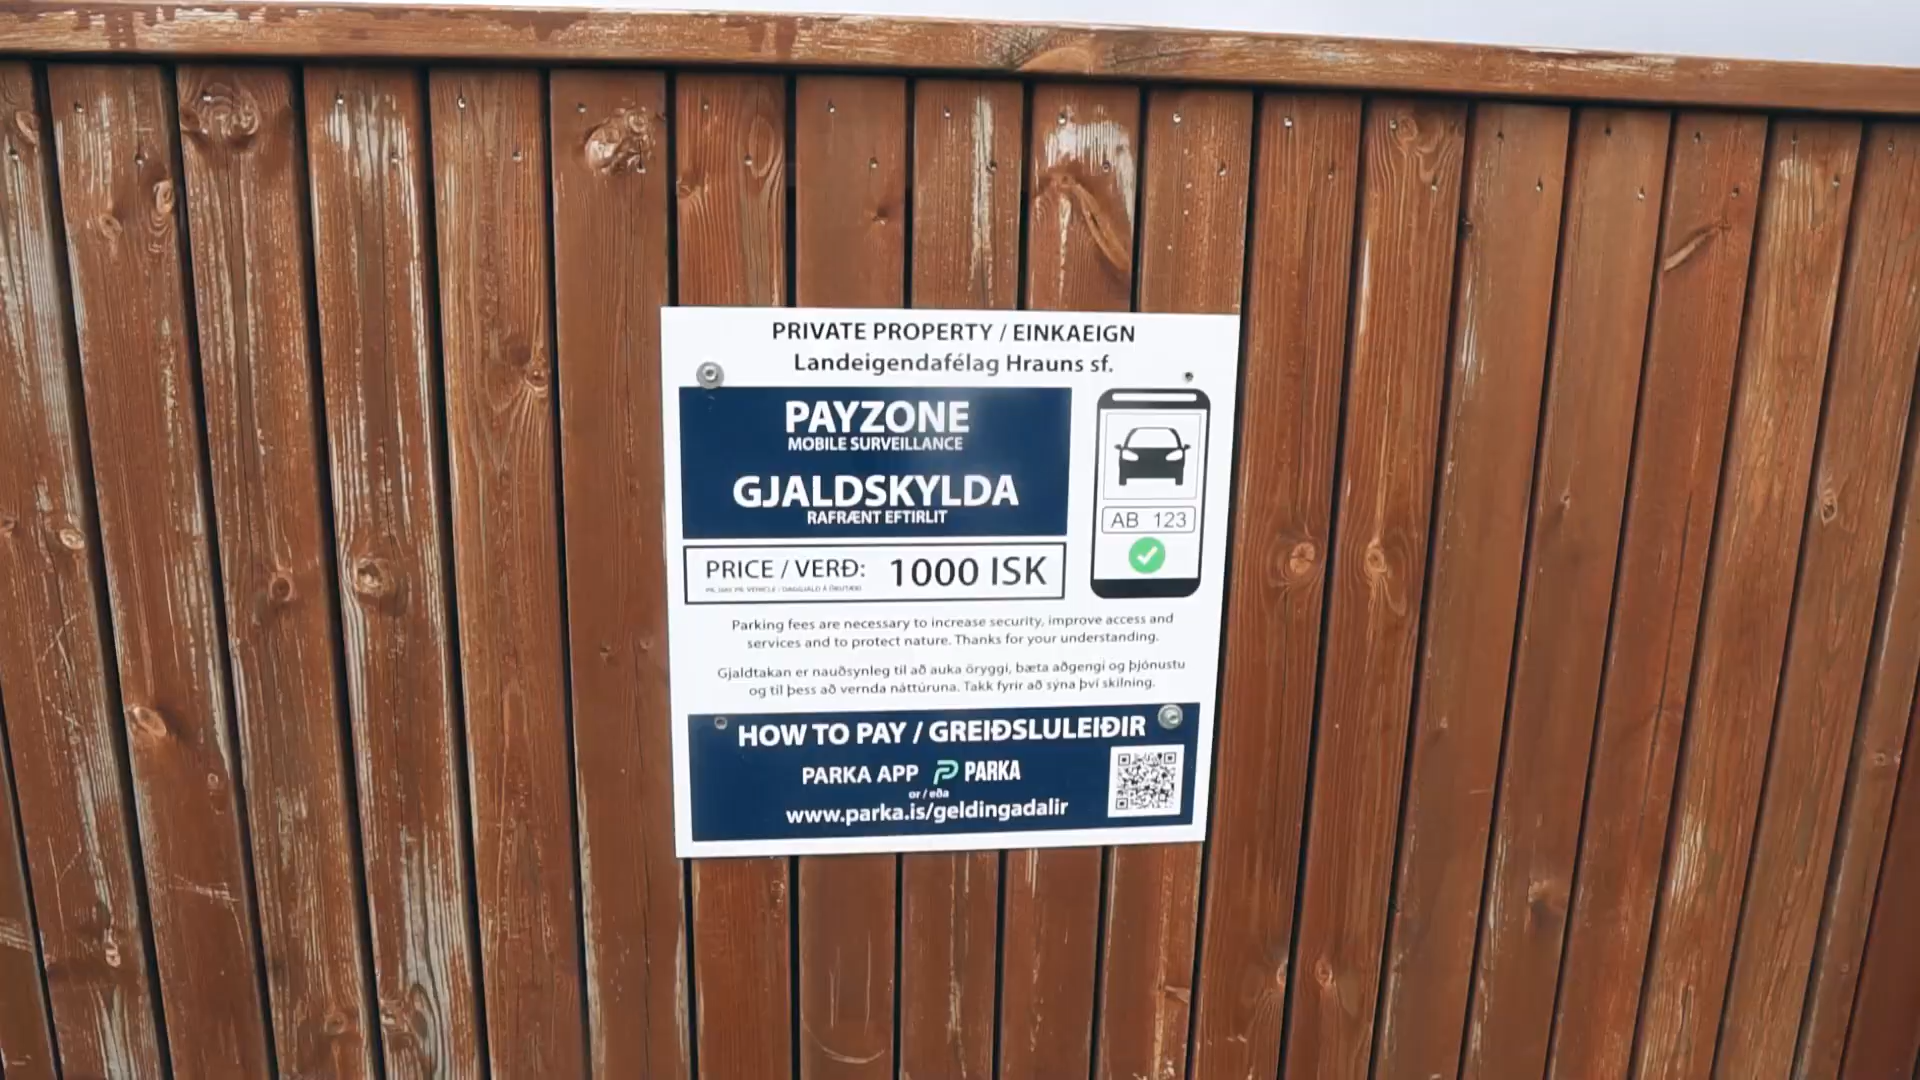 PRIVATE PROPERTY / EINKAEIGN
Landeigendafélag Hrauns sf.
PAYZONE
MOBILE SURVEILLANCE
GJALDSKYLDA
RAFRÆNT EFTIRLIT
PRICE / VERÐ: 1000 ISK
AB 123
Parking fees are necessary to increase security, improve access and
services and to protect nature. Thanks for your understanding.
Gjaldtakan er nauðsynleg til að auka öryggi, bæta aðgengi og þjónustu
og til þess að vernda náttúruna. Takk fyrir að sýna því skilning.
HOW TO PAY / GREIÐSLULEIÐIR
PARKA APP PARKA
or / eða
www.parka.is/geldingadalir